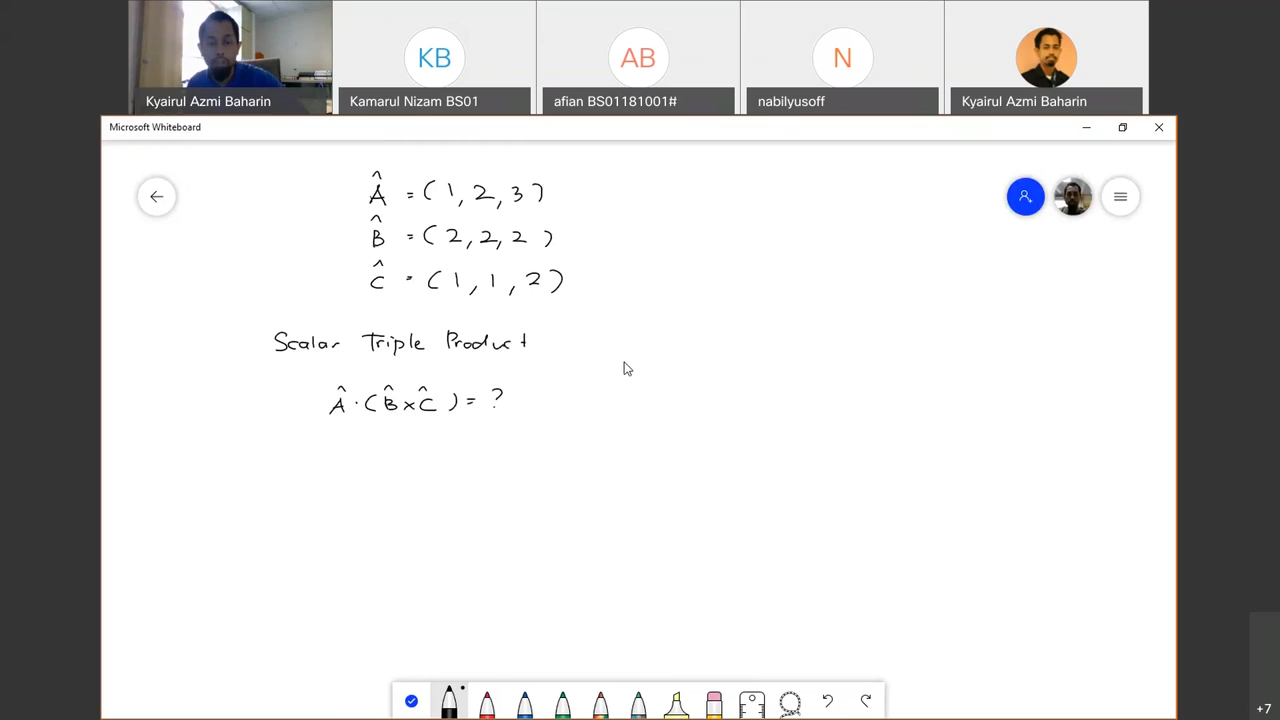 Kyairul Azmi Baharin
KB
Kamarul Nizam BS01
AB
afian BS01181001#
N
nabilyusoff
Kyairul Azmi Baharin
Microsoft Whiteboard
Â = (1, 2, 3)
B̂ = (2, 2, 2)
Ĉ = (1, 1, 2)
Scalar Triple Product
Â · (B̂ × Ĉ) = ?
+7